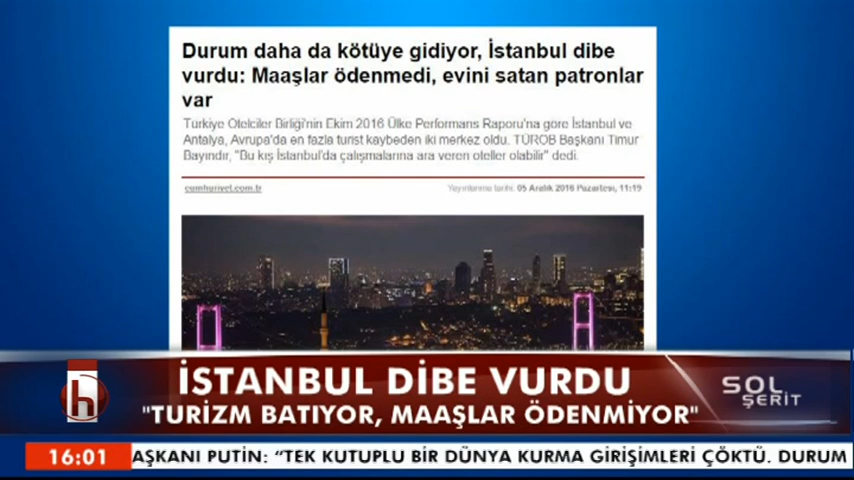 Durum daha da kötüye gidiyor, İstanbul dibe
vurdu: Maaşlar ödenmedi, evini satan patronlar
var
Türkiye Otelciler Birliği'nin Ekim 2016 Ülke Performans Raporu'na göre İstanbul ve
Antalya, Avrupa'da en fazla turist kaybeden iki merkez oldu. TÜROB Başkanı Timur
Bayındır, "Bu kış İstanbul'da çalışmalarına ara veren oteller olabilir" dedi.
cumhuriyet.com.tr
Yayınlanma tarihi: 05 Aralık 2016 Pazartesi, 11:19
h
İSTANBUL DİBE VURDU
"TURİZM BATIYOR, MAAŞLAR ÖDENMİYOR"
SOL
ŞERİT
16:01
AŞKANI PUTİN: “TEK KUTUPLU BİR DÜNYA KURMA GİRİŞİMLERİ ÇÖKTÜ. DURUM